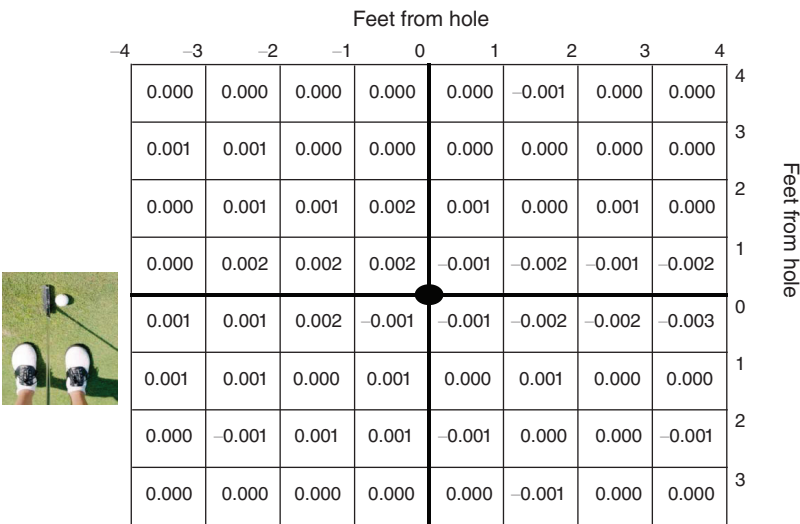 Feet from hole
–4 –3 –2 –1 0 1 2 3 4
0.000 0.000 0.000 0.000 0.000 –0.001 0.000 0.000 4
0.001 0.001 0.000 0.000 0.000 0.000 0.000 0.000 3
0.000 0.001 0.001 0.002 0.001 0.000 0.001 0.000 2
0.000 0.002 0.002 0.002 –0.001 –0.002 –0.001 –0.002 1
0.001 0.001 0.002 –0.001 –0.001 –0.002 –0.002 –0.003 0
0.001 0.001 0.000 0.001 0.000 0.001 0.000 0.000 1
0.000 –0.001 0.001 0.001 –0.001 0.000 0.000 –0.001 2
0.000 0.000 0.000 0.000 0.000 –0.001 0.000 0.000 3
Feet from hole